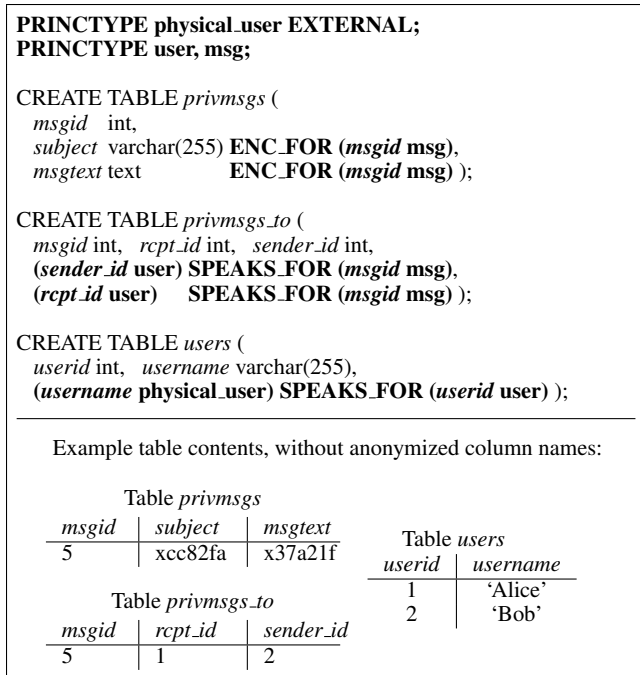 PRINCTYPE physical_user EXTERNAL;
PRINCTYPE user, msg;
CREATE TABLE privmsgs (
msgid int,
subject varchar(255) ENC_FOR (msgid msg),
msgtext text ENC_FOR (msgid msg) );
CREATE TABLE privmsgs_to (
msgid int, rcpt_id int, sender_id int,
(sender_id user) SPEAKS_FOR (msgid msg),
(rcpt_id user) SPEAKS_FOR (msgid msg) );
CREATE TABLE users (
userid int, username varchar(255),
(username physical_user) SPEAKS_FOR (userid user) );
Example table contents, without anonymized column names:
Table privmsgs
msgid subject msgtext
5 xcc82fa x37a21f
Table privmsgs_to
msgid rcpt_id sender_id
5 1 2
Table users
userid username
1 ‘Alice’
2 ‘Bob’